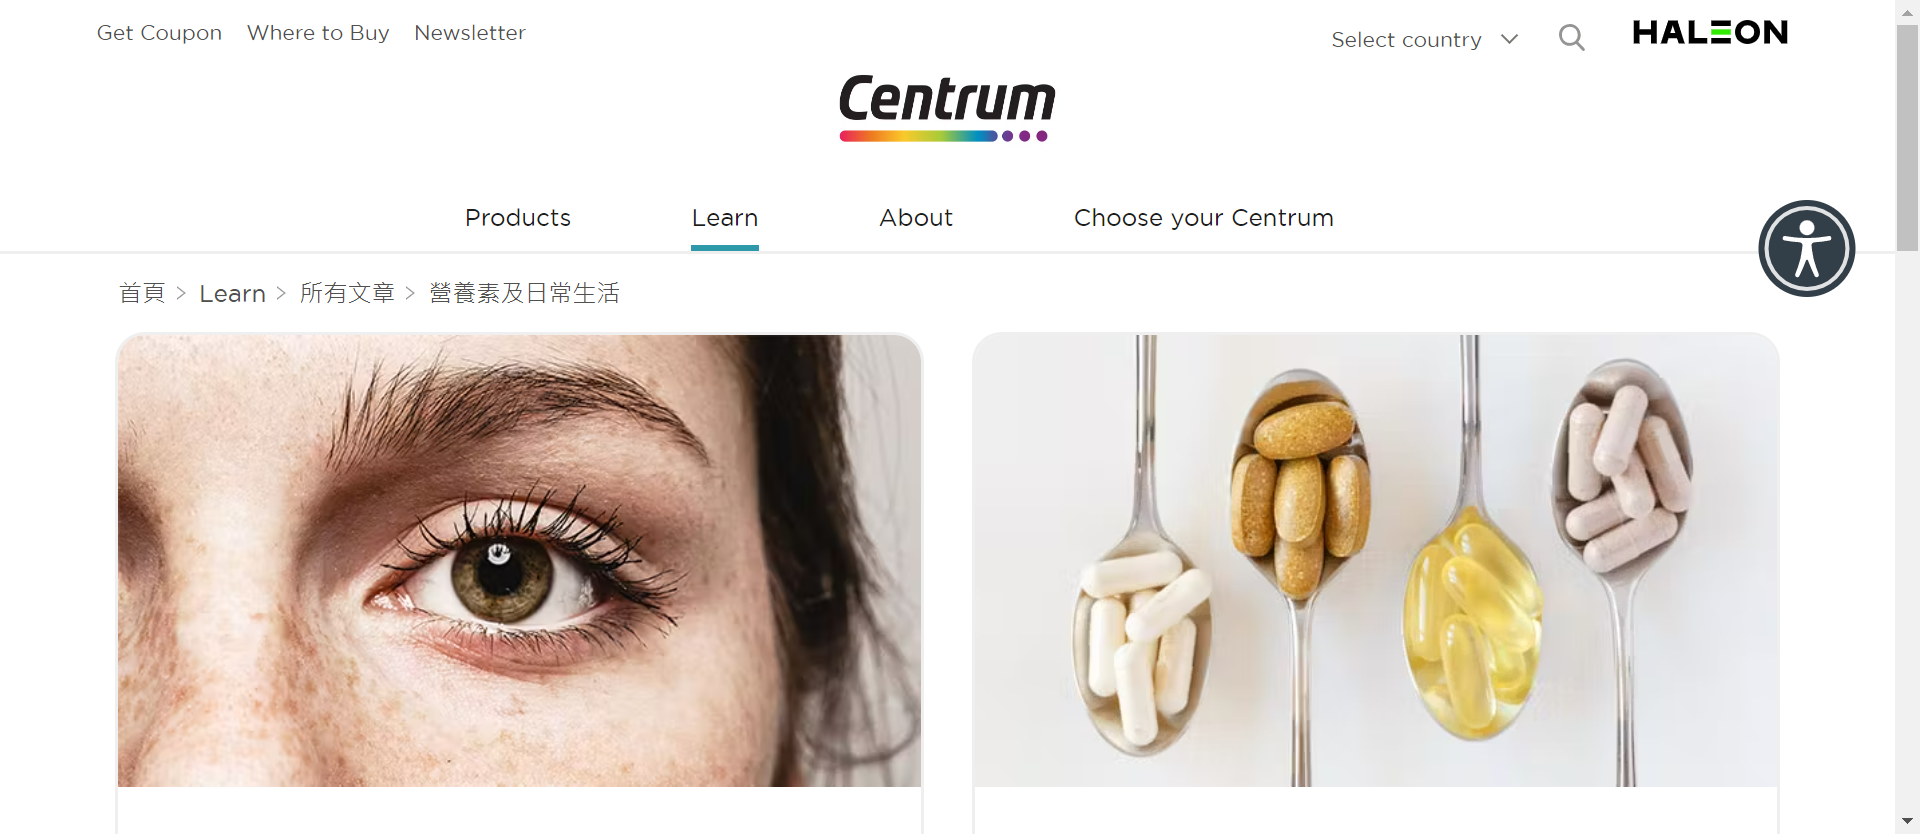 Get Coupon Where to Buy Newsletter
Select country
HALEON
Centrum
Products Learn About Choose your Centrum
首頁 > Learn > 所有文章 > 營養素及日常生活